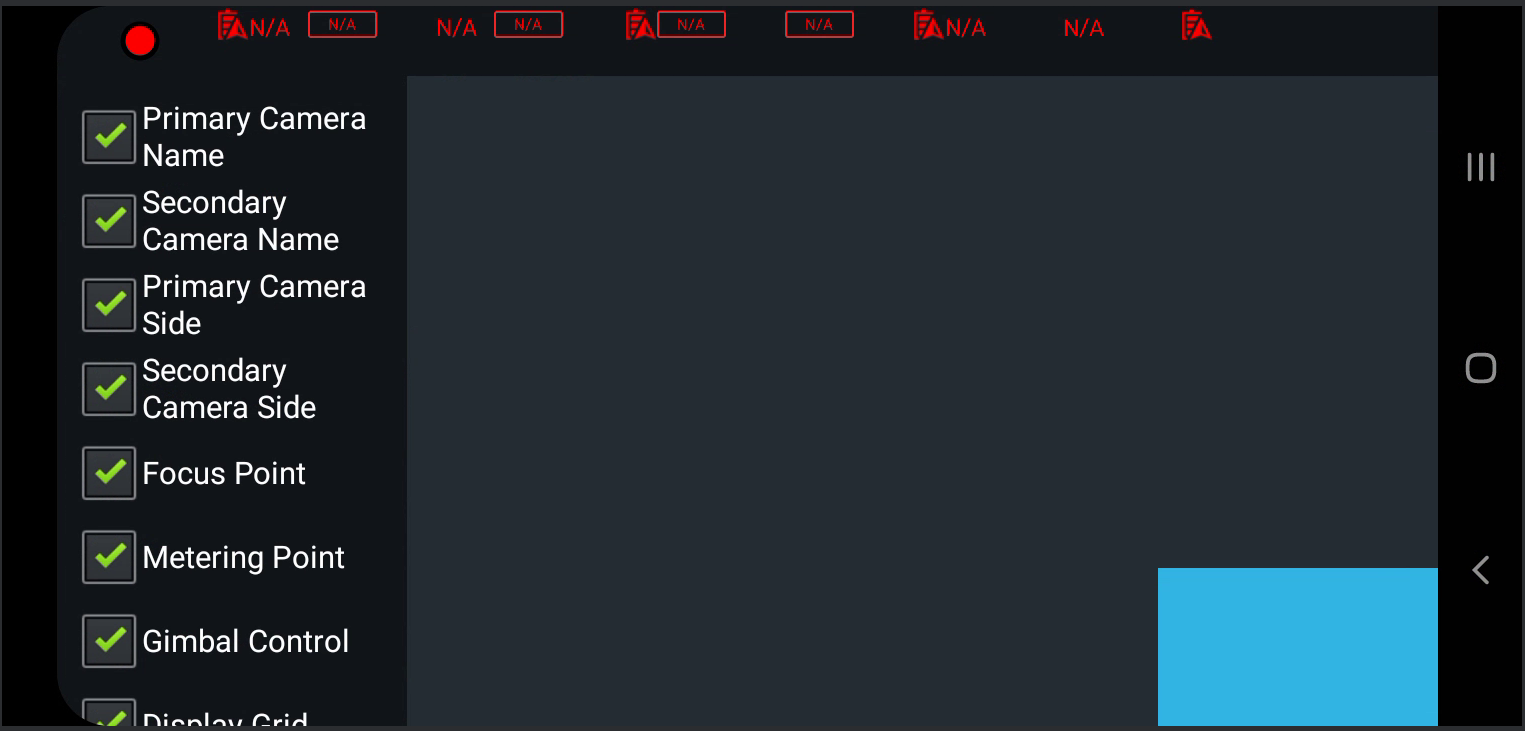 N/A N/A N/A N/A N/A N/A N/A N/A
Primary Camera
Name
Secondary
Camera Name
Primary Camera
Side
Secondary
Camera Side
Focus Point
Metering Point
Gimbal Control
Display Grid